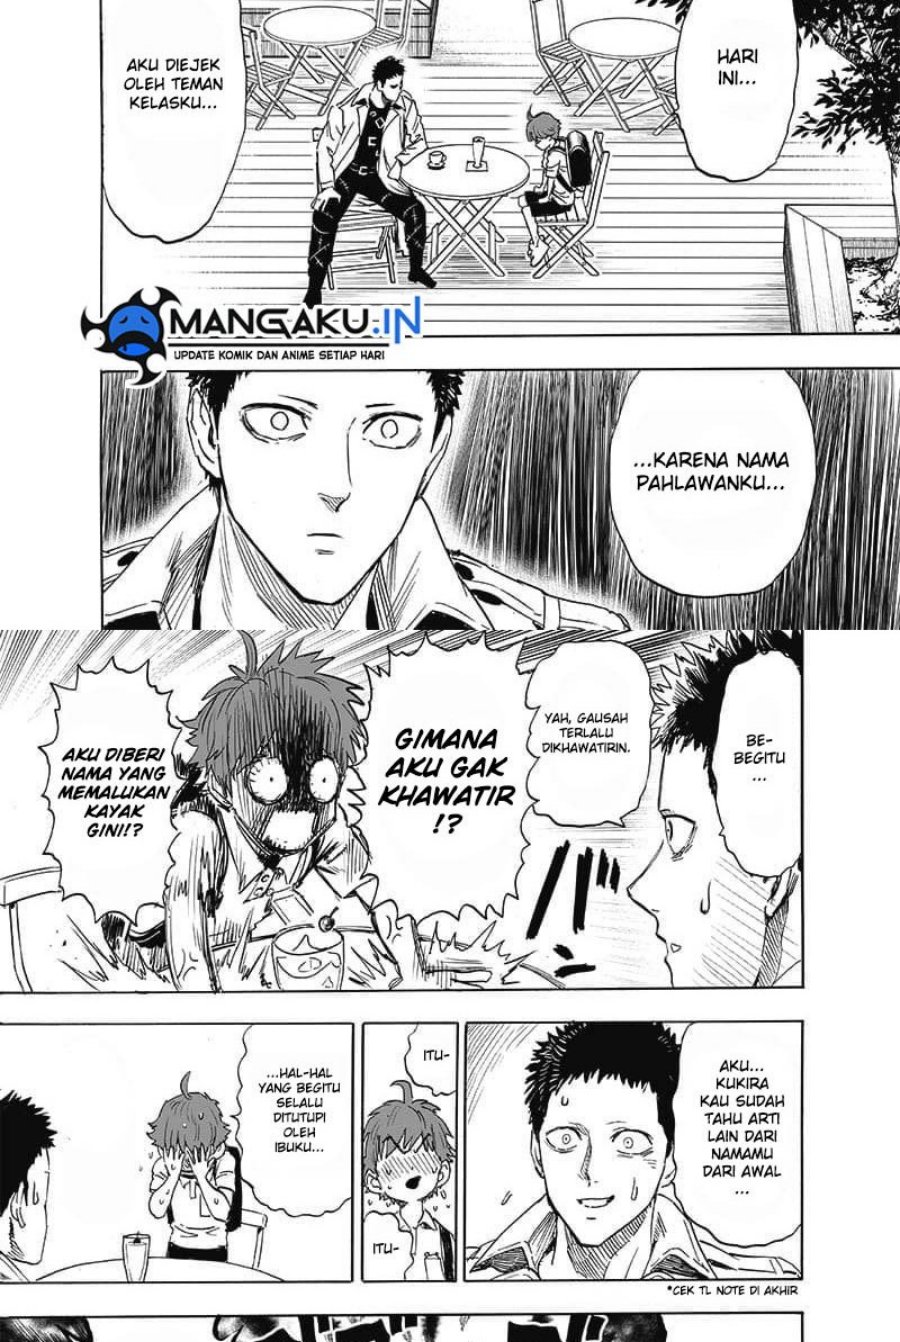 HARI
INI...
AKU DIEJEK
OLEH TEMAN
KELASKU...
MANGAKU.IN
UPDATE KOMIK DAN ANIME SETIAP HARI
...KARENA NAMA
PAHLAWANKU...
BE-
BEGITU
...
YAH, GAUSAH
TERLALU
DIKHAWATIRIN.
GIMANA
AKU GAK
KHAWATIR
!?
AKU DIBERI
NAMA YANG
MEMALUKAN
KAYAK
GINI!?
AKU...
KUKIRA
KAU SUDAH
TAHU ARTI
LAIN DARI
NAMAMU
DARI AWAL
...
*CEK TL NOTE DI AKHIR
ITU-
ITU-
...HAL-HAL
YANG BEGITU
SELALU
DITUTUPI
OLEH
IBUKU...